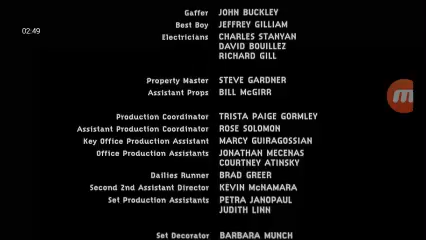 Gaffer JOHN BUCKLEY
Best Boy JEFFREY GILLIAM
02:49
Electricians CHARLES STANYAN
DAVID BOUILLEZ
RICHARD GILL
Property Master STEVE GARDNER
Assistant Props BILL McGIRR
Production Coordinator TRISTA PAIGE GORMLEY
Assistant Production Coordinator ROSE SOLOMON
Key Office Production Assistant MARCY GUIRAGOSSIAN
Office Production Assistants JONATHAN MECENAS
COURTNEY ATINSKY
Dailies Runner BRAD GREER
Second 2nd Assistant Director KEVIN McNAMARA
Set Production Assistants PETRA JANOPAUL
JUDITH LINN
Set Decorator BARBARA MUNCH